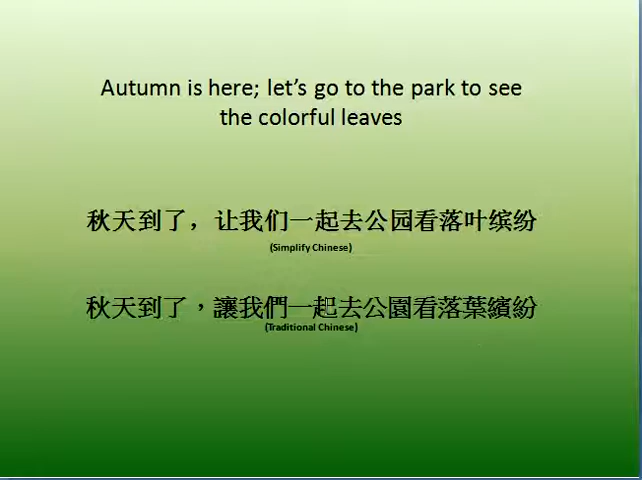 Autumn is here; let’s go to the park to see
the colorful leaves
秋天到了，让我们一起去公园看落叶缤纷
(Simplify Chinese)
秋天到了，讓我們一起去公園看落葉繽紛
(Traditional Chinese)